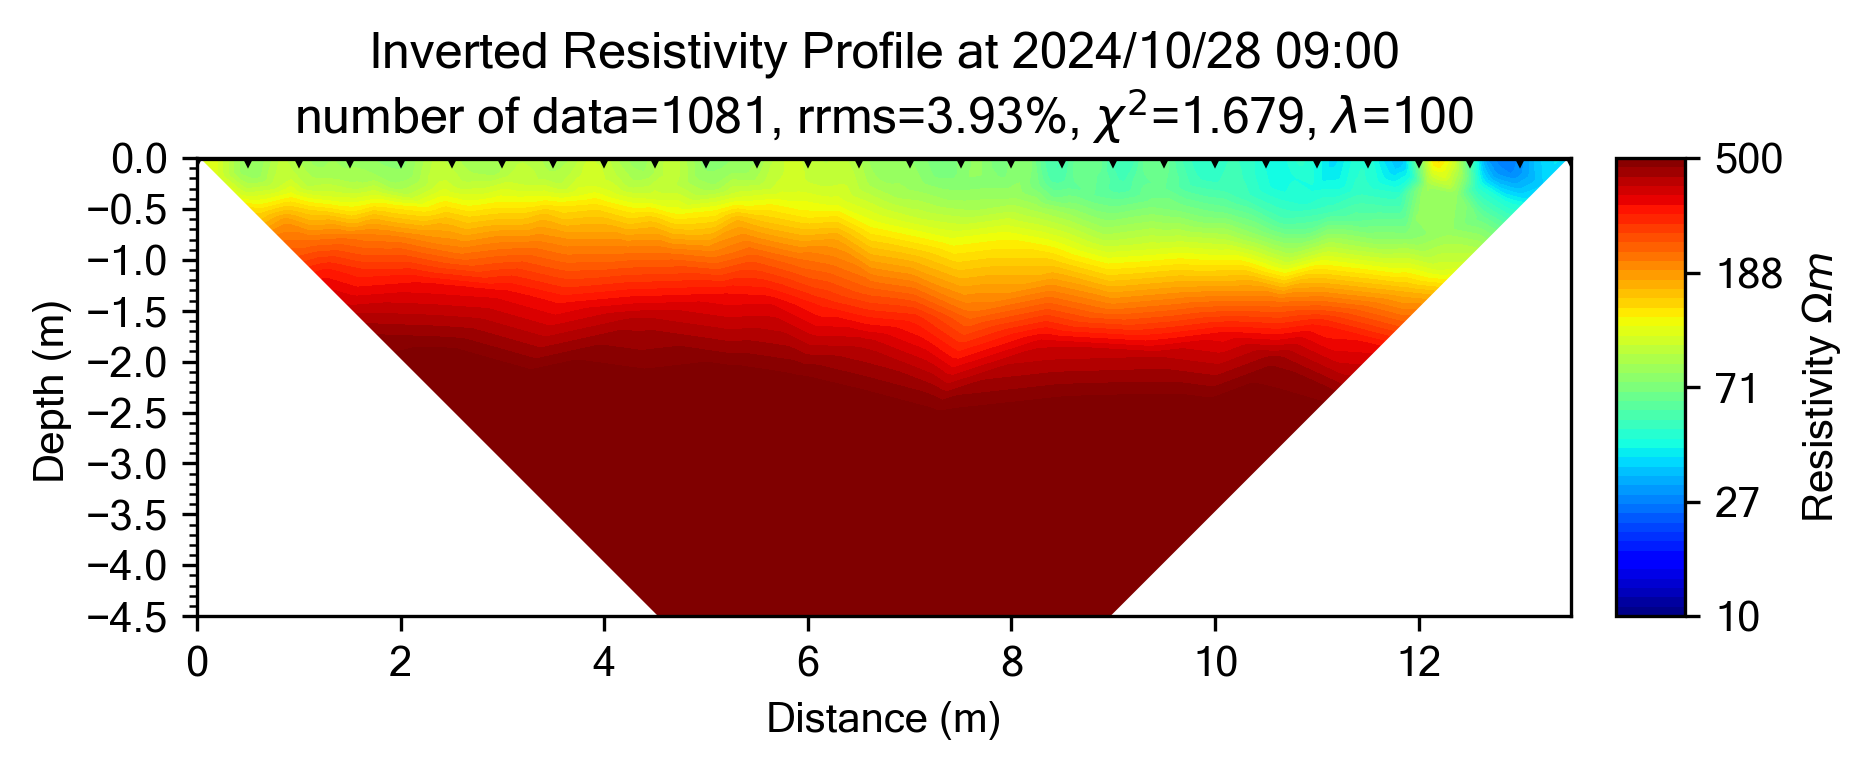 Inverted Resistivity Profile at 2024/10/28 09:00
number of data=1081, rrms=3.93%, χ²=1.679, λ=100
0.0
−0.5
−1.0
−1.5
−2.0
−2.5
−3.0
−3.5
−4.0
−4.5
Depth (m)
0 2 4 6 8 10 12
Distance (m)
500
188
71
27
10
Resistivity Ωm